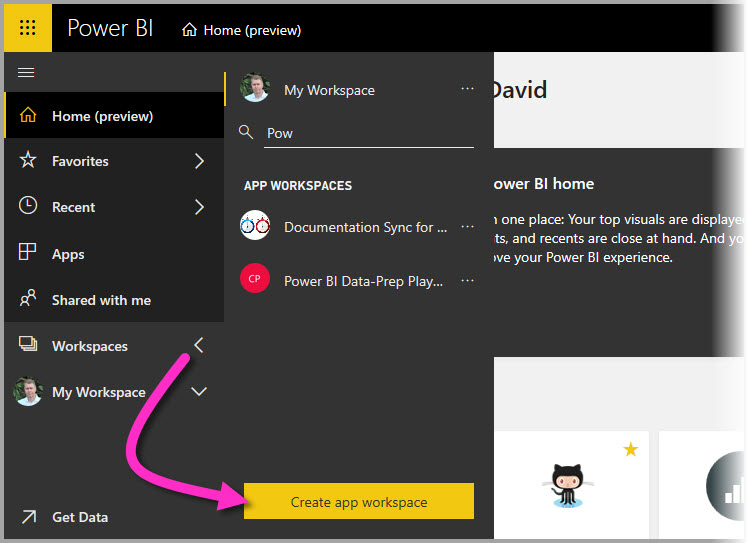 Power BI
Home (preview)
Home (preview)
Favorites
Recent
Apps
Shared with me
Workspaces
My Workspace
Get Data
My Workspace
Pow
APP WORKSPACES
Documentation Sync for ...
CP
Power BI Data-Prep Play...
Create app workspace
David
ower BI home
n one place: Your top visuals are displayed
ts, and recents are close at hand. And yo
ove your Power BI experience.